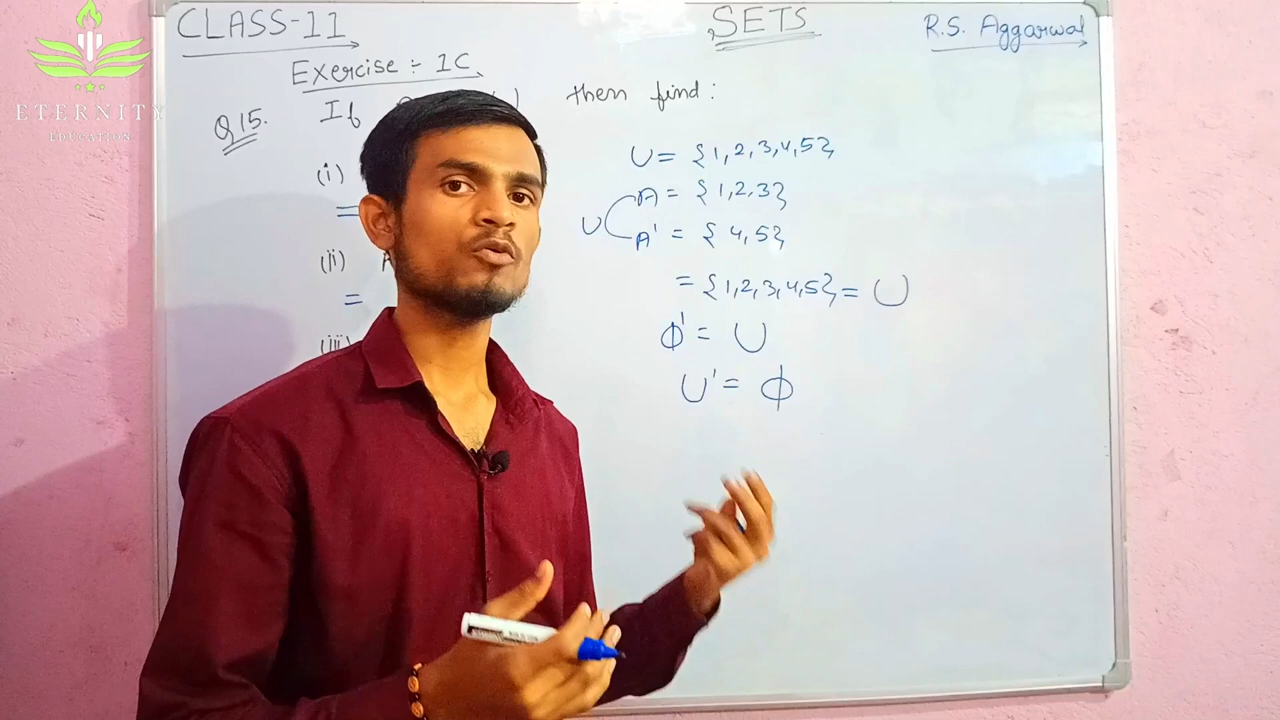 CLASS-11
SETS
R.S. Aggarwal
ETERNITY
EDUCATION
Exercise :- 1C
Q15. If then find :
U = {1,2,3,4,5}
(i) A = {1,2,3}
=
U A' = {4,5}
(ii)
= = {1,2,3,4,5} = U
(iii) φ' = U
U' = φ